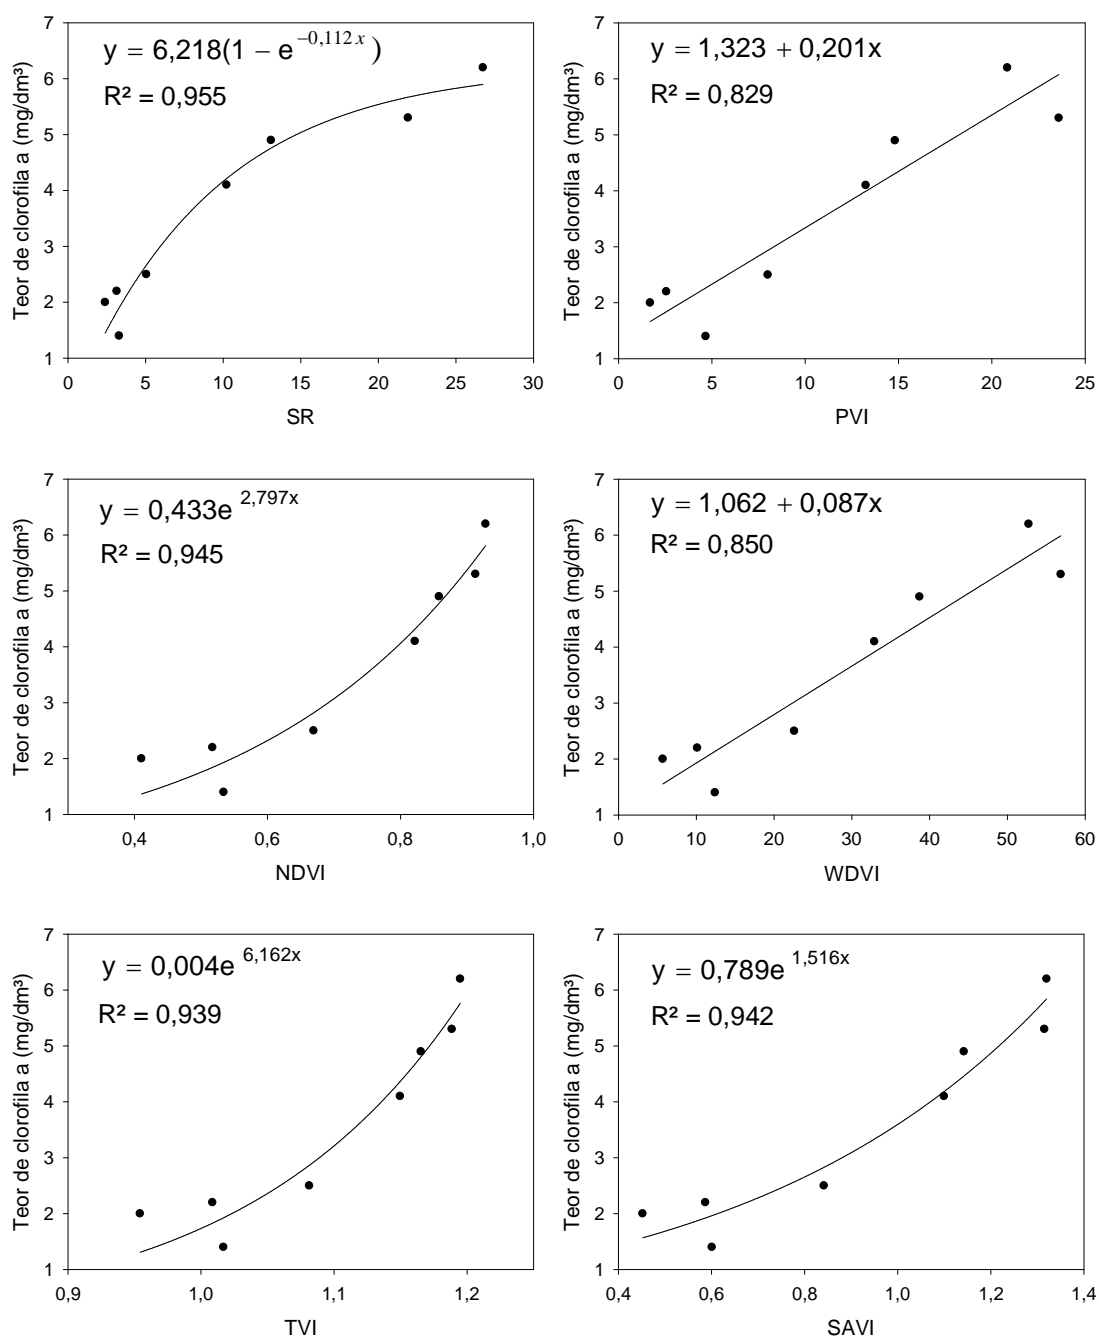 y = 6,218(1 − e^−0,112x)
R² = 0,955
Teor de clorofila a (mg/dm³)
7
6
5
4
3
2
1
0 5 10 15 20 25 30
SR
y = 1,323 + 0,201x
R² = 0,829
Teor de clorofila a (mg/dm³)
7
6
5
4
3
2
1
0 5 10 15 20 25
PVI
y = 0,433e^2,797x
R² = 0,945
Teor de clorofila a (mg/dm³)
7
6
5
4
3
2
1
0,4 0,6 0,8 1,0
NDVI
y = 1,062 + 0,087x
R² = 0,850
Teor de clorofila a (mg/dm³)
7
6
5
4
3
2
1
0 10 20 30 40 50 60
WDVI
y = 0,004e^6,162x
R² = 0,939
Teor de clorofila a (mg/dm³)
7
6
5
4
3
2
1
0,9 1,0 1,1 1,2
TVI
y = 0,789e^1,516x
R² = 0,942
Teor de clorofila a (mg/dm³)
7
6
5
4
3
2
1
0,4 0,6 0,8 1,0 1,2 1,4
SAVI